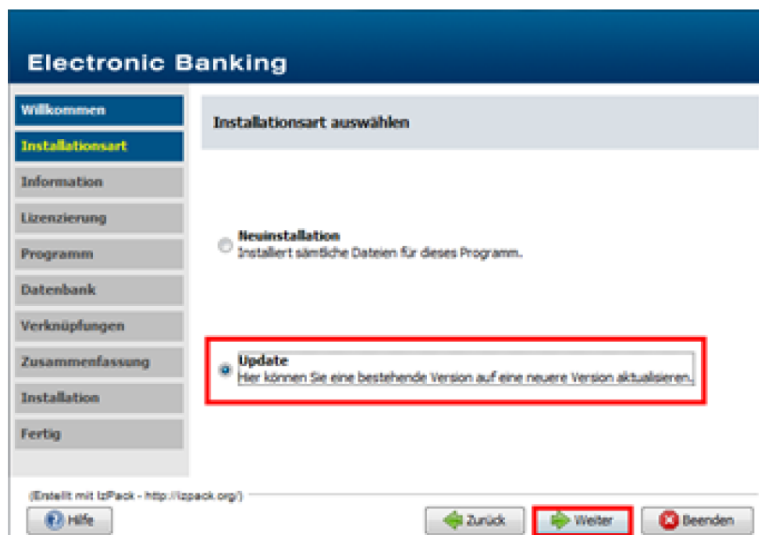 Electronic Banking
Willkommen
Installationsart
Information
Lizenzierung
Programm
Datenbank
Verknüpfungen
Zusammenfassung
Installation
Fertig
Installationsart auswählen
Neuinstallation
Installiert sämtliche Dateien für dieses Programm.
Update
Hier können Sie eine bestehende Version auf eine neuere Version aktualisieren.
(Erstellt mit IzPack - http://izpack.org/)
Hilfe
Zurück
Weiter
Beenden